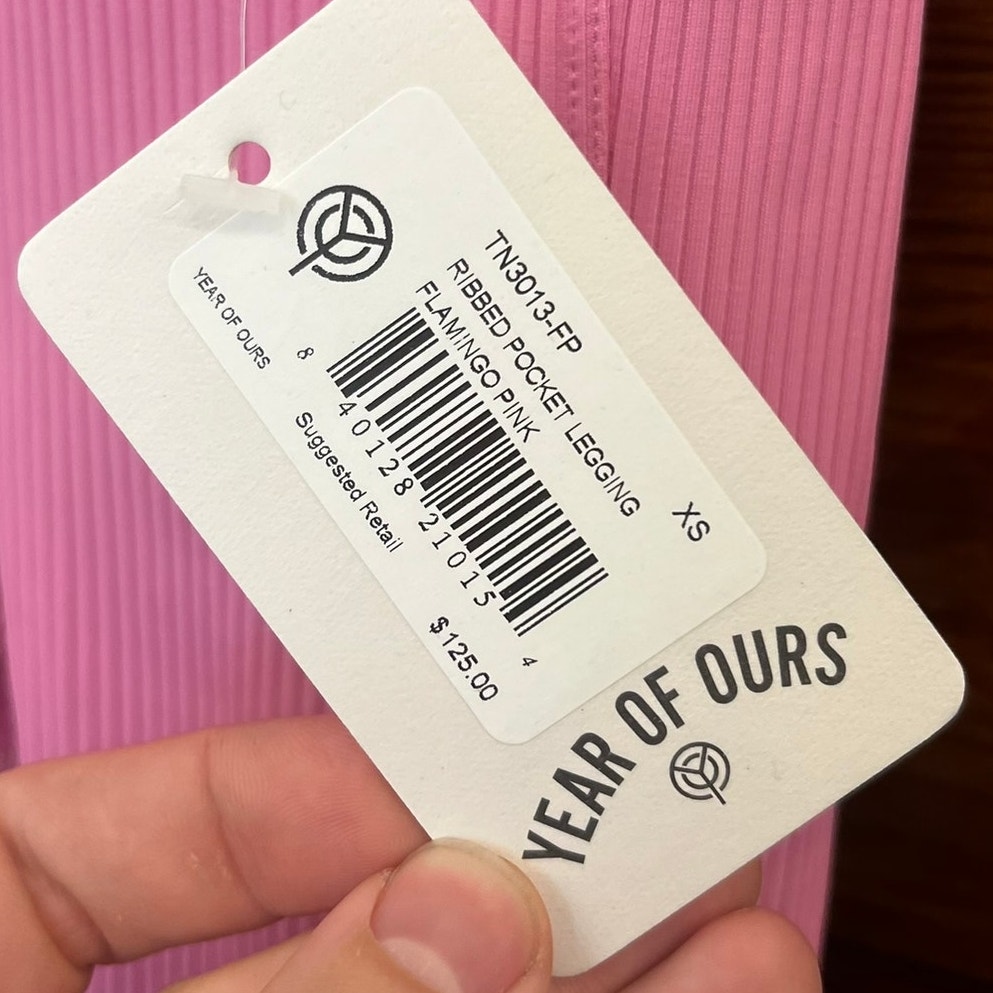 TN3013-FP
RIBBED POCKET LEGGING
FLAMINGO PINK
XS
8 40128 21015 4
YEAR OF OURS
Suggested Retail
$125.00
YEAR OF OURS